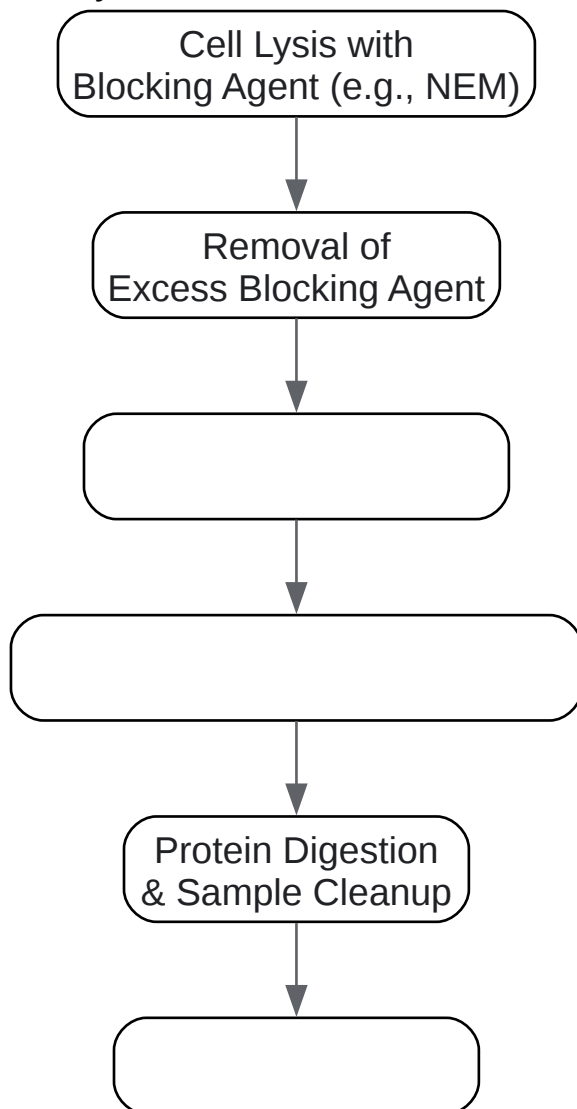 Cell Lysis with
Blocking Agent (e.g., NEM)
Removal of
Excess Blocking Agent
Protein Digestion
& Sample Cleanup